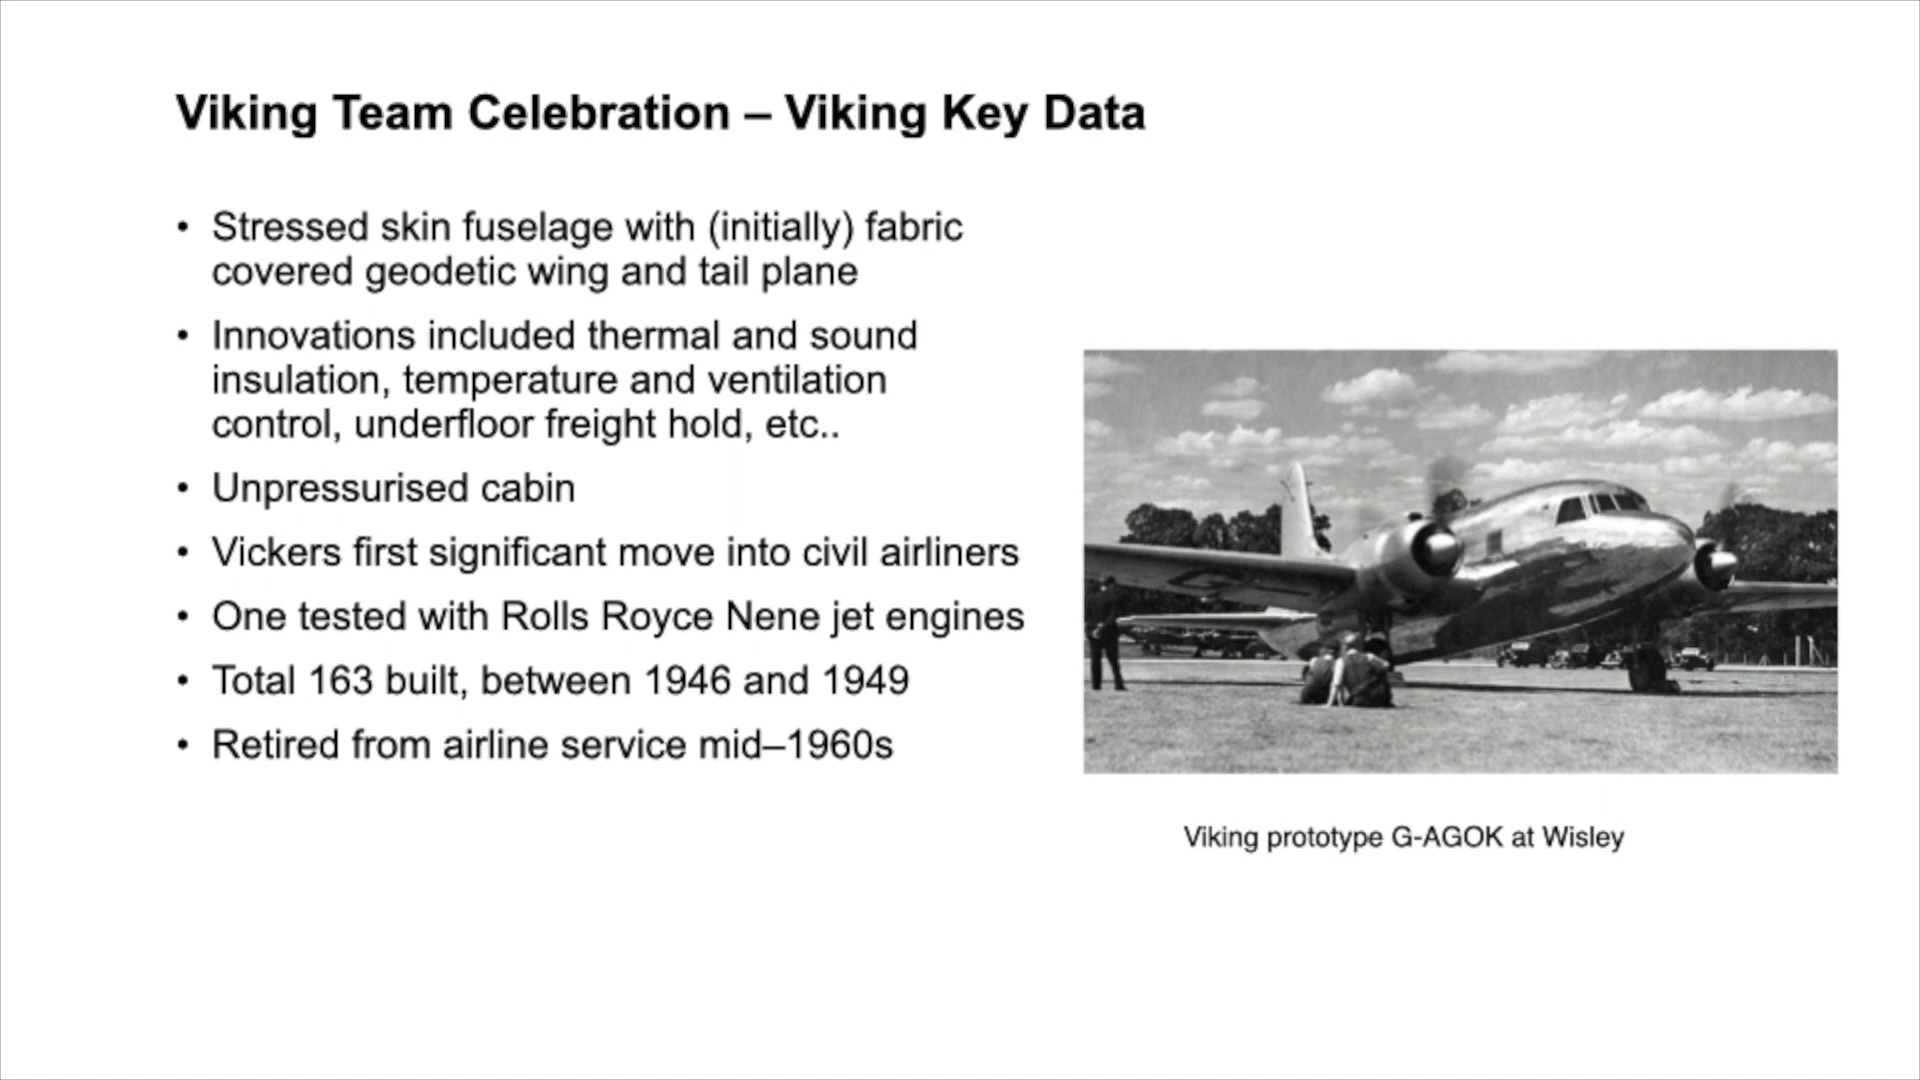 Viking Team Celebration – Viking Key Data
• Stressed skin fuselage with (initially) fabric
covered geodetic wing and tail plane
• Innovations included thermal and sound
insulation, temperature and ventilation
control, underfloor freight hold, etc..
• Unpressurised cabin
• Vickers first significant move into civil airliners
• One tested with Rolls Royce Nene jet engines
• Total 163 built, between 1946 and 1949
• Retired from airline service mid–1960s
Viking prototype G-AGOK at Wisley